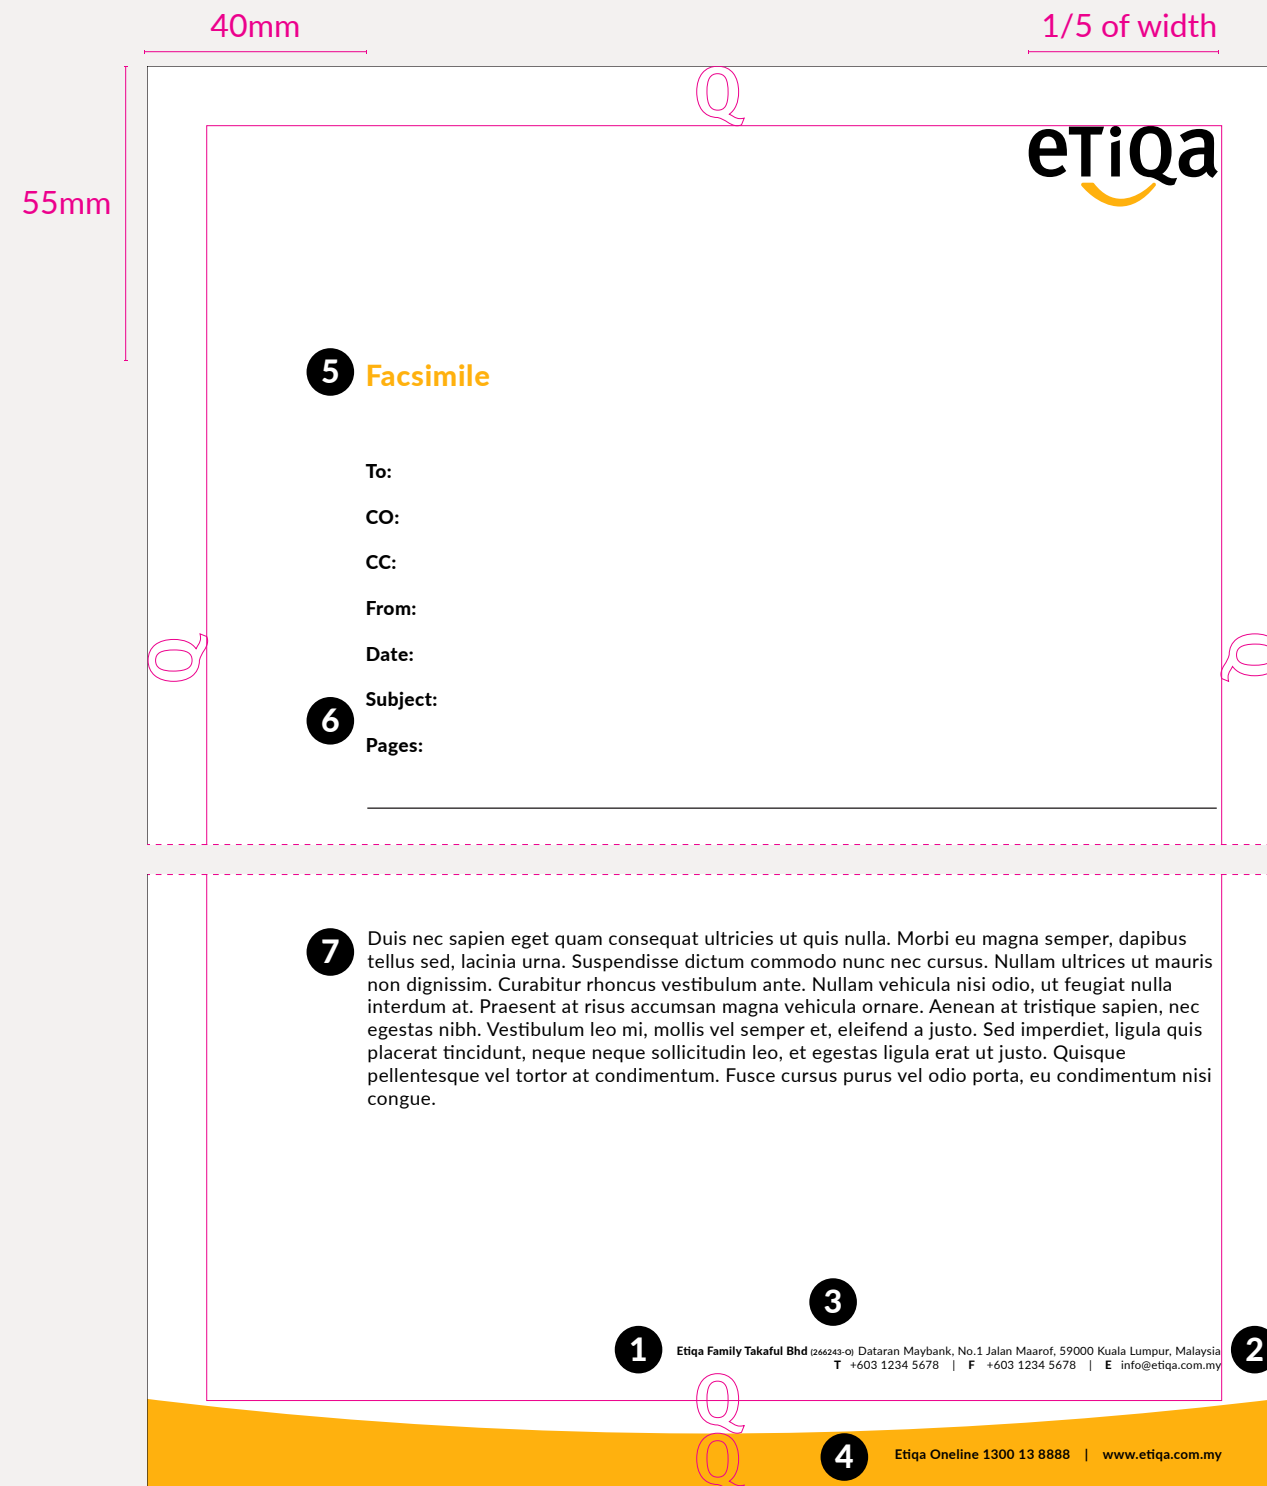 40mm
1/5 of width
Q
eTiQa
55mm
5 Facsimile
To:
CO:
CC:
From:
Date:
Q
Q
Subject:
6
Pages:
7 Duis nec sapien eget quam consequat ultricies ut quis nulla. Morbi eu magna semper, dapibus
tellus sed, lacinia urna. Suspendisse dictum commodo nunc nec cursus. Nullam ultrices ut mauris
non dignissim. Curabitur rhoncus vestibulum ante. Nullam vehicula nisi odio, ut feugiat nulla
interdum at. Praesent at risus accumsan magna vehicula ornare. Aenean at tristique sapien, nec
egestas nibh. Vestibulum leo mi, mollis vel semper et, eleifend a justo. Sed imperdiet, ligula quis
placerat tincidunt, neque neque sollicitudin leo, et egestas ligula erat ut justo. Quisque
pellentesque vel tortor at condimentum. Fusce cursus purus vel odio porta, eu condimentum nisi
congue.
3
1 Etiqa Family Takaful Bhd (266243-O) Dataran Maybank, No.1 Jalan Maarof, 59000 Kuala Lumpur, Malaysia 2
T +603 1234 5678 | F +603 1234 5678 | E info@etiqa.com.my
Q
Q
4 Etiqa Oneline 1300 13 8888 | www.etiqa.com.my